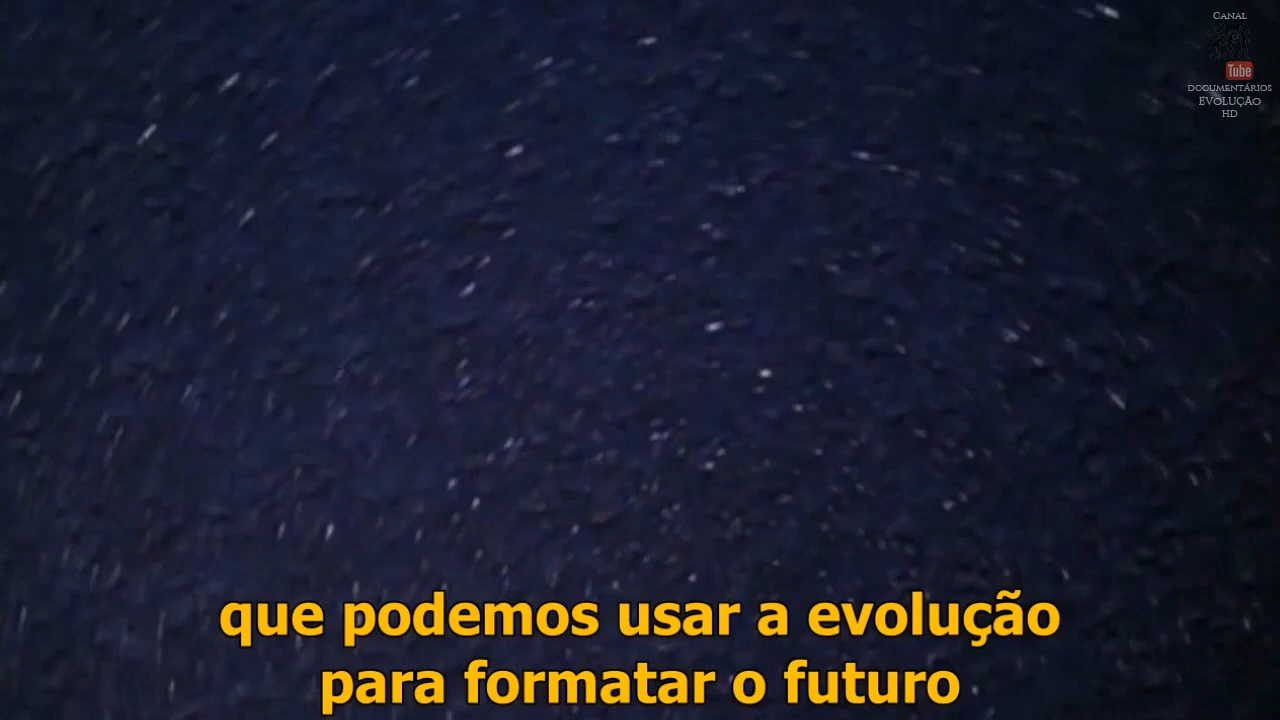 Canal
Tube
Documentários
Evolução
HD
que podemos usar a evolução
para formatar o futuro